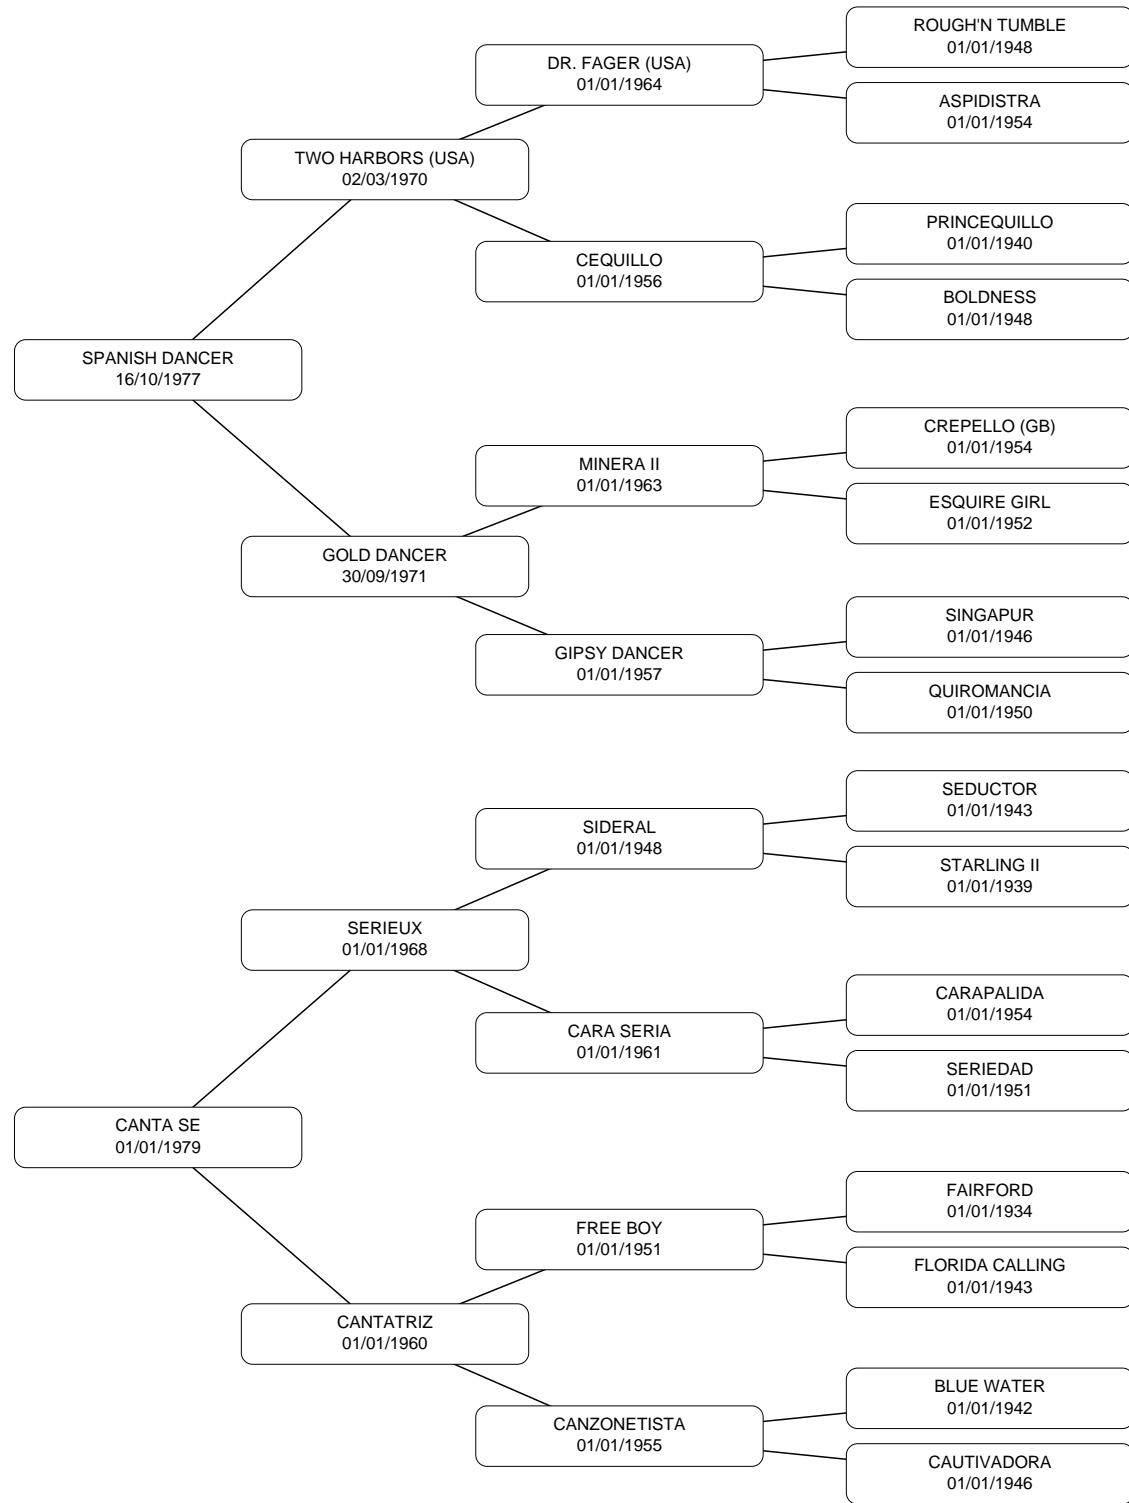 ROUGH'N TUMBLE
01/01/1948
DR. FAGER (USA)
01/01/1964
ASPIDISTRA
01/01/1954
TWO HARBORS (USA)
02/03/1970
PRINCEQUILLO
01/01/1940
CEQUILLO
01/01/1956
BOLDNESS
01/01/1948
SPANISH DANCER
16/10/1977
CREPELLO (GB)
01/01/1954
MINERA II
01/01/1963
ESQUIRE GIRL
01/01/1952
GOLD DANCER
30/09/1971
SINGAPUR
01/01/1946
GIPSY DANCER
01/01/1957
QUIROMANCIA
01/01/1950
SEDUCTOR
01/01/1943
SIDERAL
01/01/1948
STARLING II
01/01/1939
SERIEUX
01/01/1968
CARAPALIDA
01/01/1954
CARA SERIA
01/01/1961
SERIEDAD
01/01/1951
CANTA SE
01/01/1979
FAIRFORD
01/01/1934
FREE BOY
01/01/1951
FLORIDA CALLING
01/01/1943
CANTATRIZ
01/01/1960
BLUE WATER
01/01/1942
CANZONETISTA
01/01/1955
CAUTIVADORA
01/01/1946